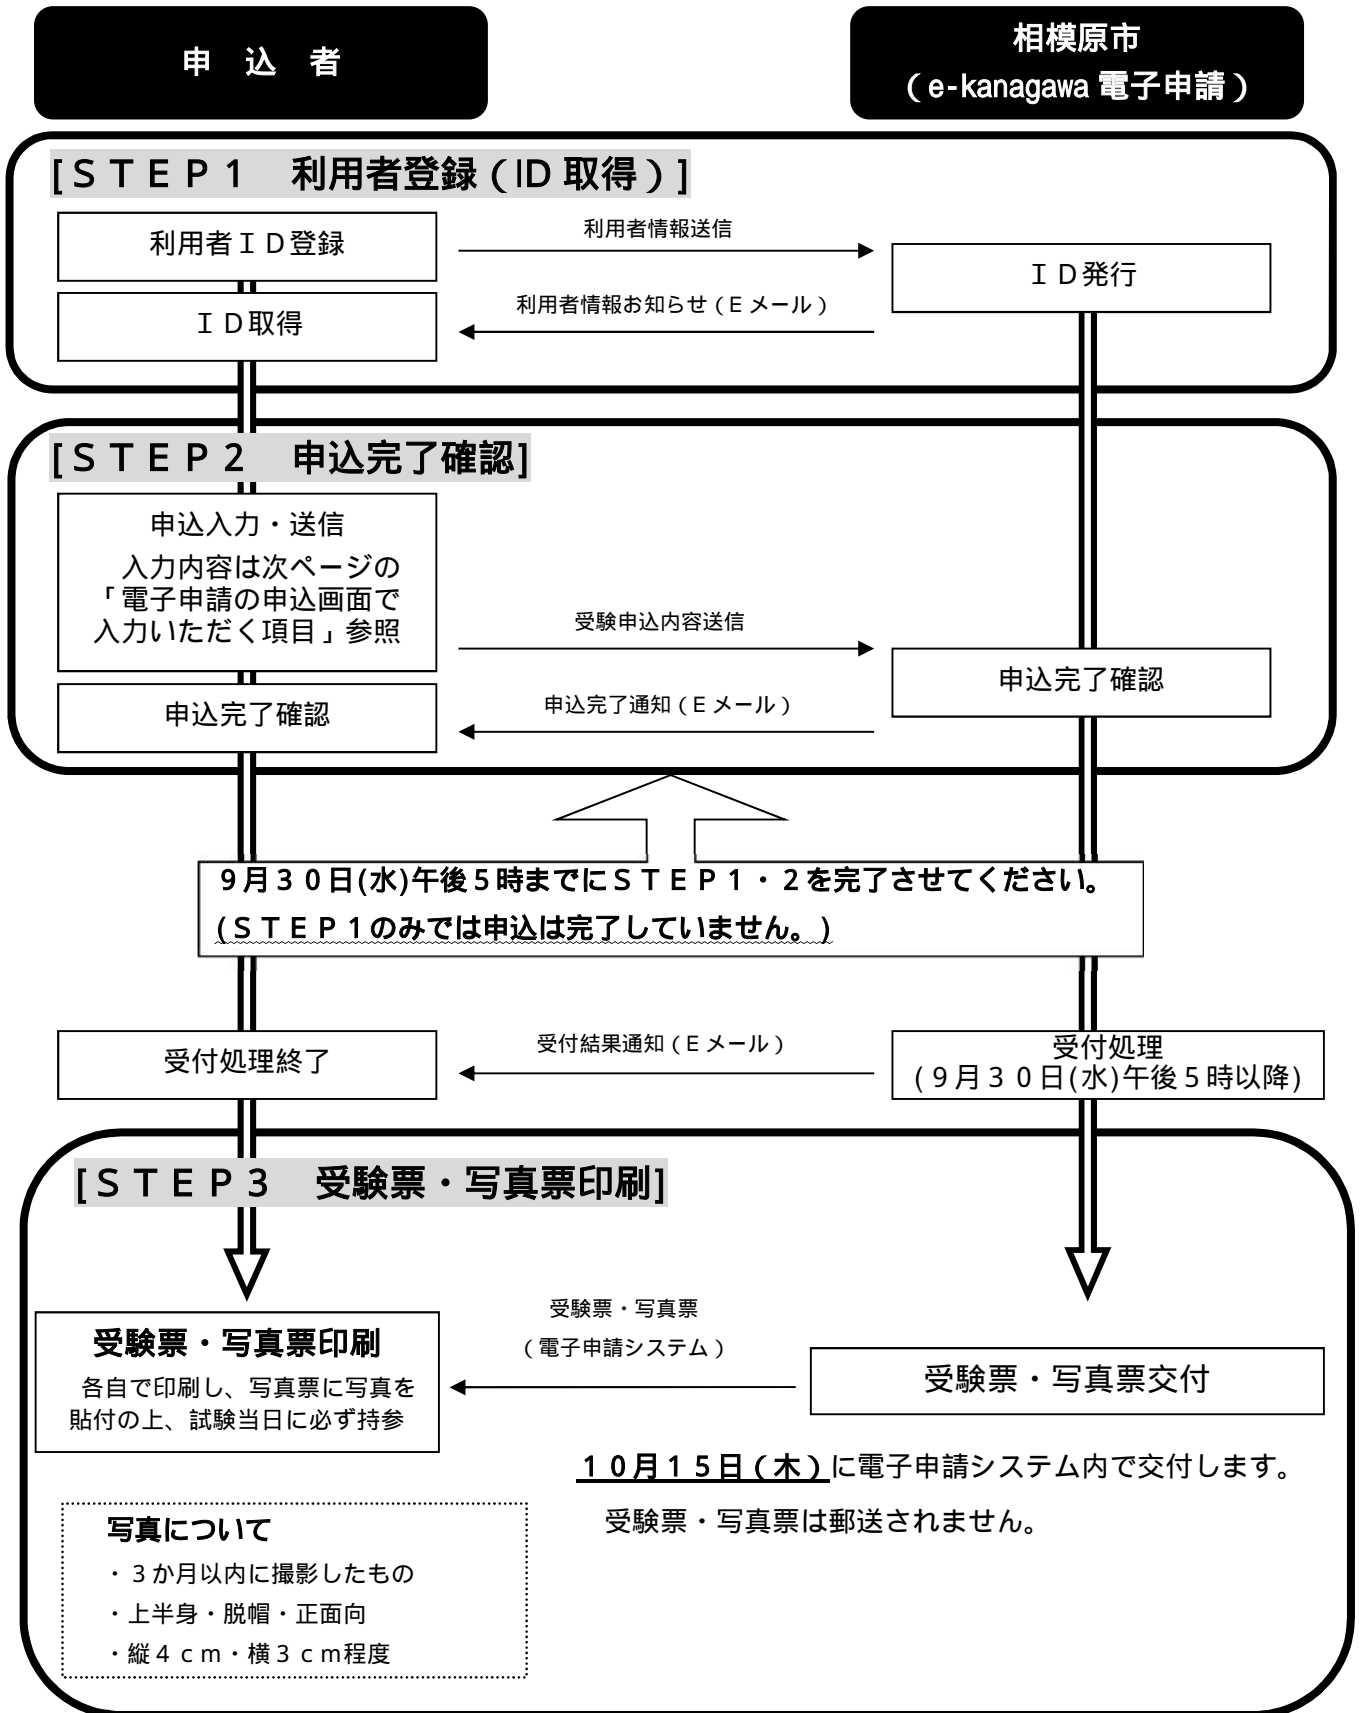 申　込　者
相模原市
（e-kanagawa 電子申請）
[ＳＴＥＰ１　利用者登録（ID 取得）]
利用者ＩＤ登録
利用者情報送信
ＩＤ発行
利用者情報お知らせ（Ｅメール）
ＩＤ取得
[ＳＴＥＰ２　申込完了確認]
申込入力・送信
入力内容は次ページの
「電子申請の申込画面で
入力いただく項目」参照
受験申込内容送信
申込完了確認
申込完了通知（Ｅメール）
申込完了確認
９月３０日(水)午後５時までにＳＴＥＰ１・２を完了させてください。
(ＳＴＥＰ１のみでは申込は完了していません。)
受付処理終了
受付結果通知（Ｅメール）
受付処理
(９月３０日(水)午後５時以降)
[ＳＴＥＰ３　受験票・写真票印刷]
受験票・写真票印刷
各自で印刷し、写真票に写真を
貼付の上、試験当日に必ず持参
受験票・写真票
（電子申請システム）
受験票・写真票交付
１０月１５日（木）に電子申請システム内で交付します。
受験票・写真票は郵送されません。
写真について
・３か月以内に撮影したもの
・上半身・脱帽・正面向
・縦４ｃｍ・横３ｃｍ程度